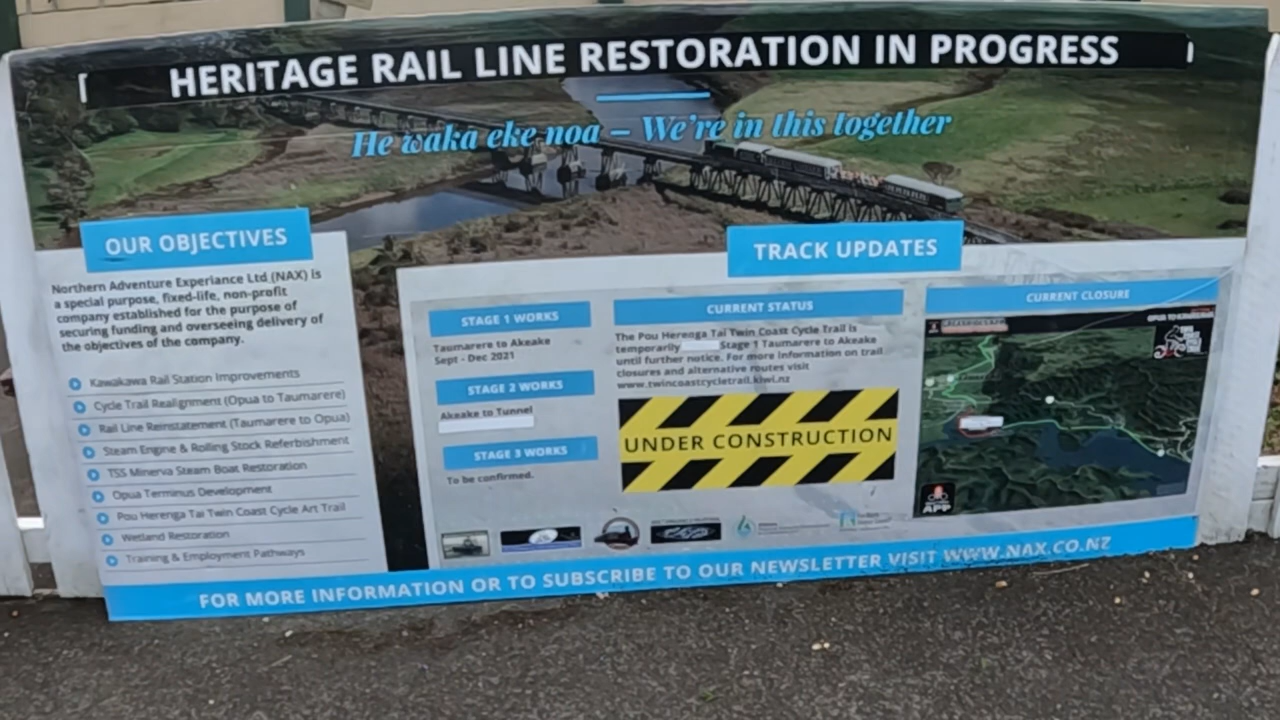 HERITAGE RAIL LINE RESTORATION IN PROGRESS
He waka eke noa – We're in this together
OUR OBJECTIVES
Northern Adventure Experiance Ltd (NAX) is
a special purpose, fixed-life, non-profit
company established for the purpose of
securing funding and overseeing delivery of
the objectives of the company.
Kawakawa Rail Station Improvements
Cycle Trail Realignment (Opua to Taumarere)
Rail Line Reinstatement (Taumarere to Opua)
Steam Engine & Rolling Stock Referbishment
TSS Minerva Steam Boat Restoration
Opua Terminus Development
Pou Herenga Tai Twin Coast Cycle Art Trail
Wetland Restoration
Training & Employment Pathways
TRACK UPDATES
STAGE 1 WORKS
Taumarere to Akeake
Sept - Dec 2021
STAGE 2 WORKS
Akeake to Tunnel
STAGE 3 WORKS
To be confirmed.
CURRENT STATUS
The Pou Herenga Tai Twin Coast Cycle Trail is
temporarily Stage 1 Taumarere to Akeake
until further notice. For more information on trail
closures and alternative routes visit
www.twincoastcycletrail.kiwi.nz
UNDER CONSTRUCTION
CURRENT CLOSURE
APP
FOR MORE INFORMATION OR TO SUBSCRIBE TO OUR NEWSLETTER VISIT WWW.NAX.CO.NZ